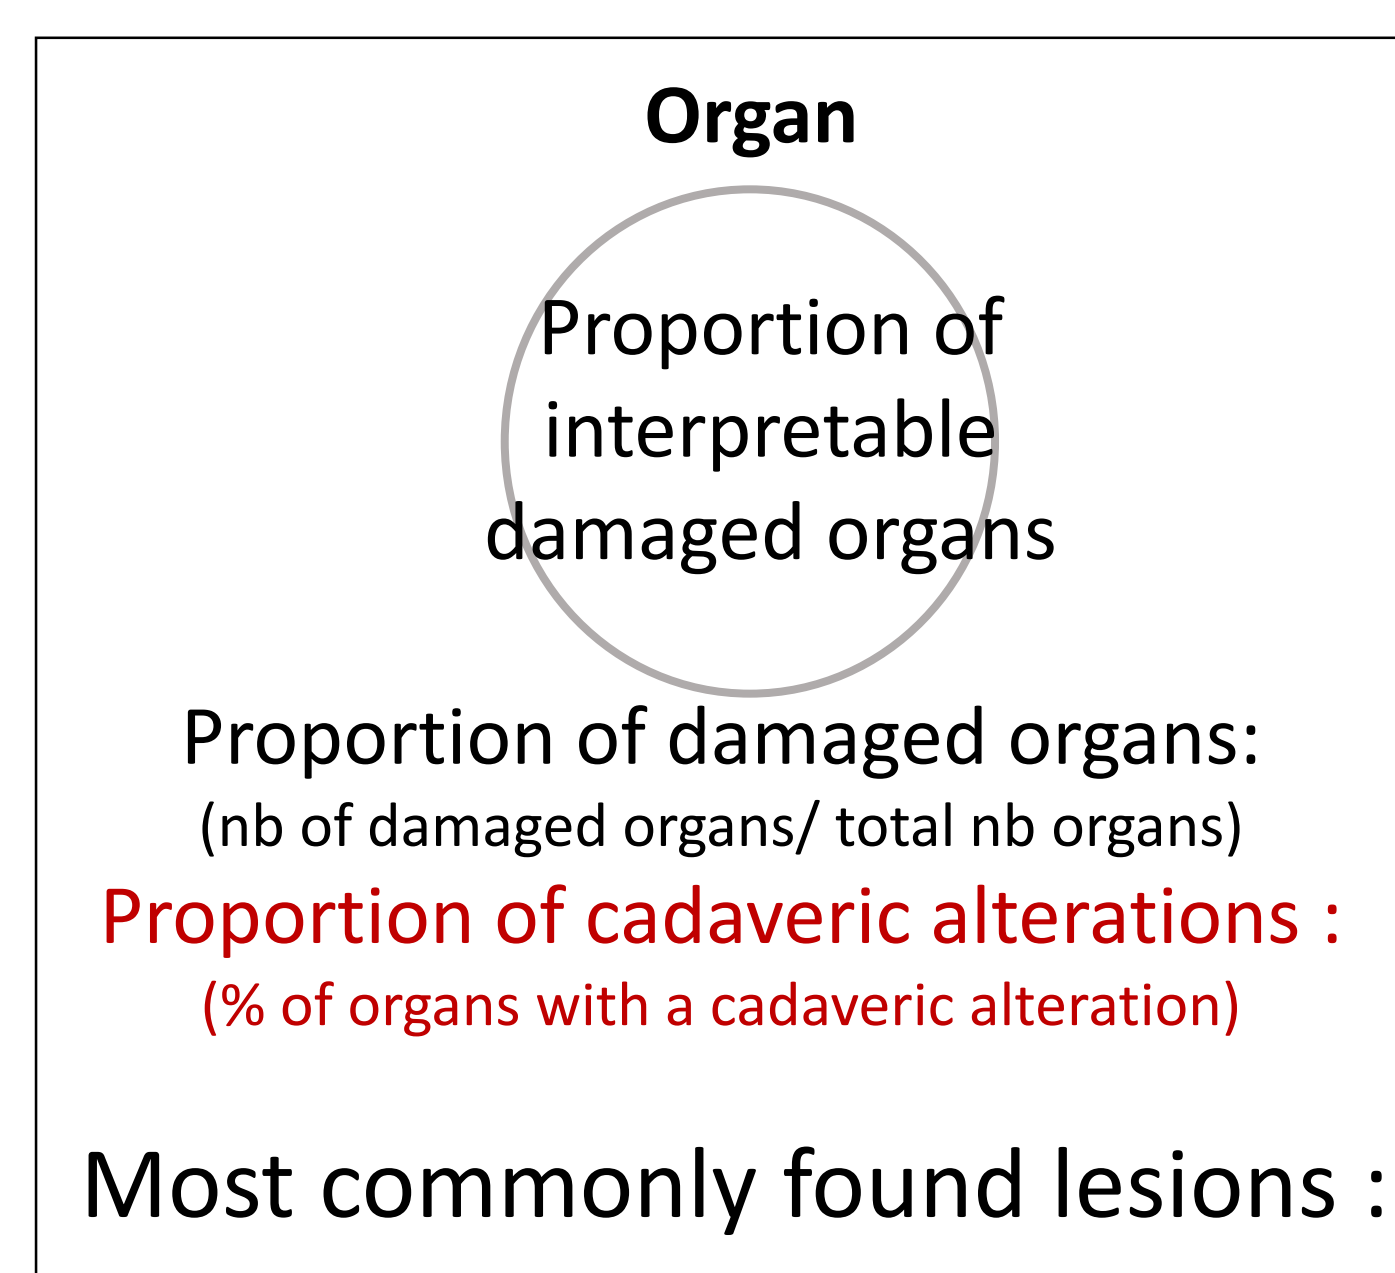 Organ
Proportion of
interpretable
damaged organs
Proportion of damaged organs:
(nb of damaged organs/ total nb organs)
Proportion of cadaveric alterations :
(% of organs with a cadaveric alteration)
Most commonly found lesions :